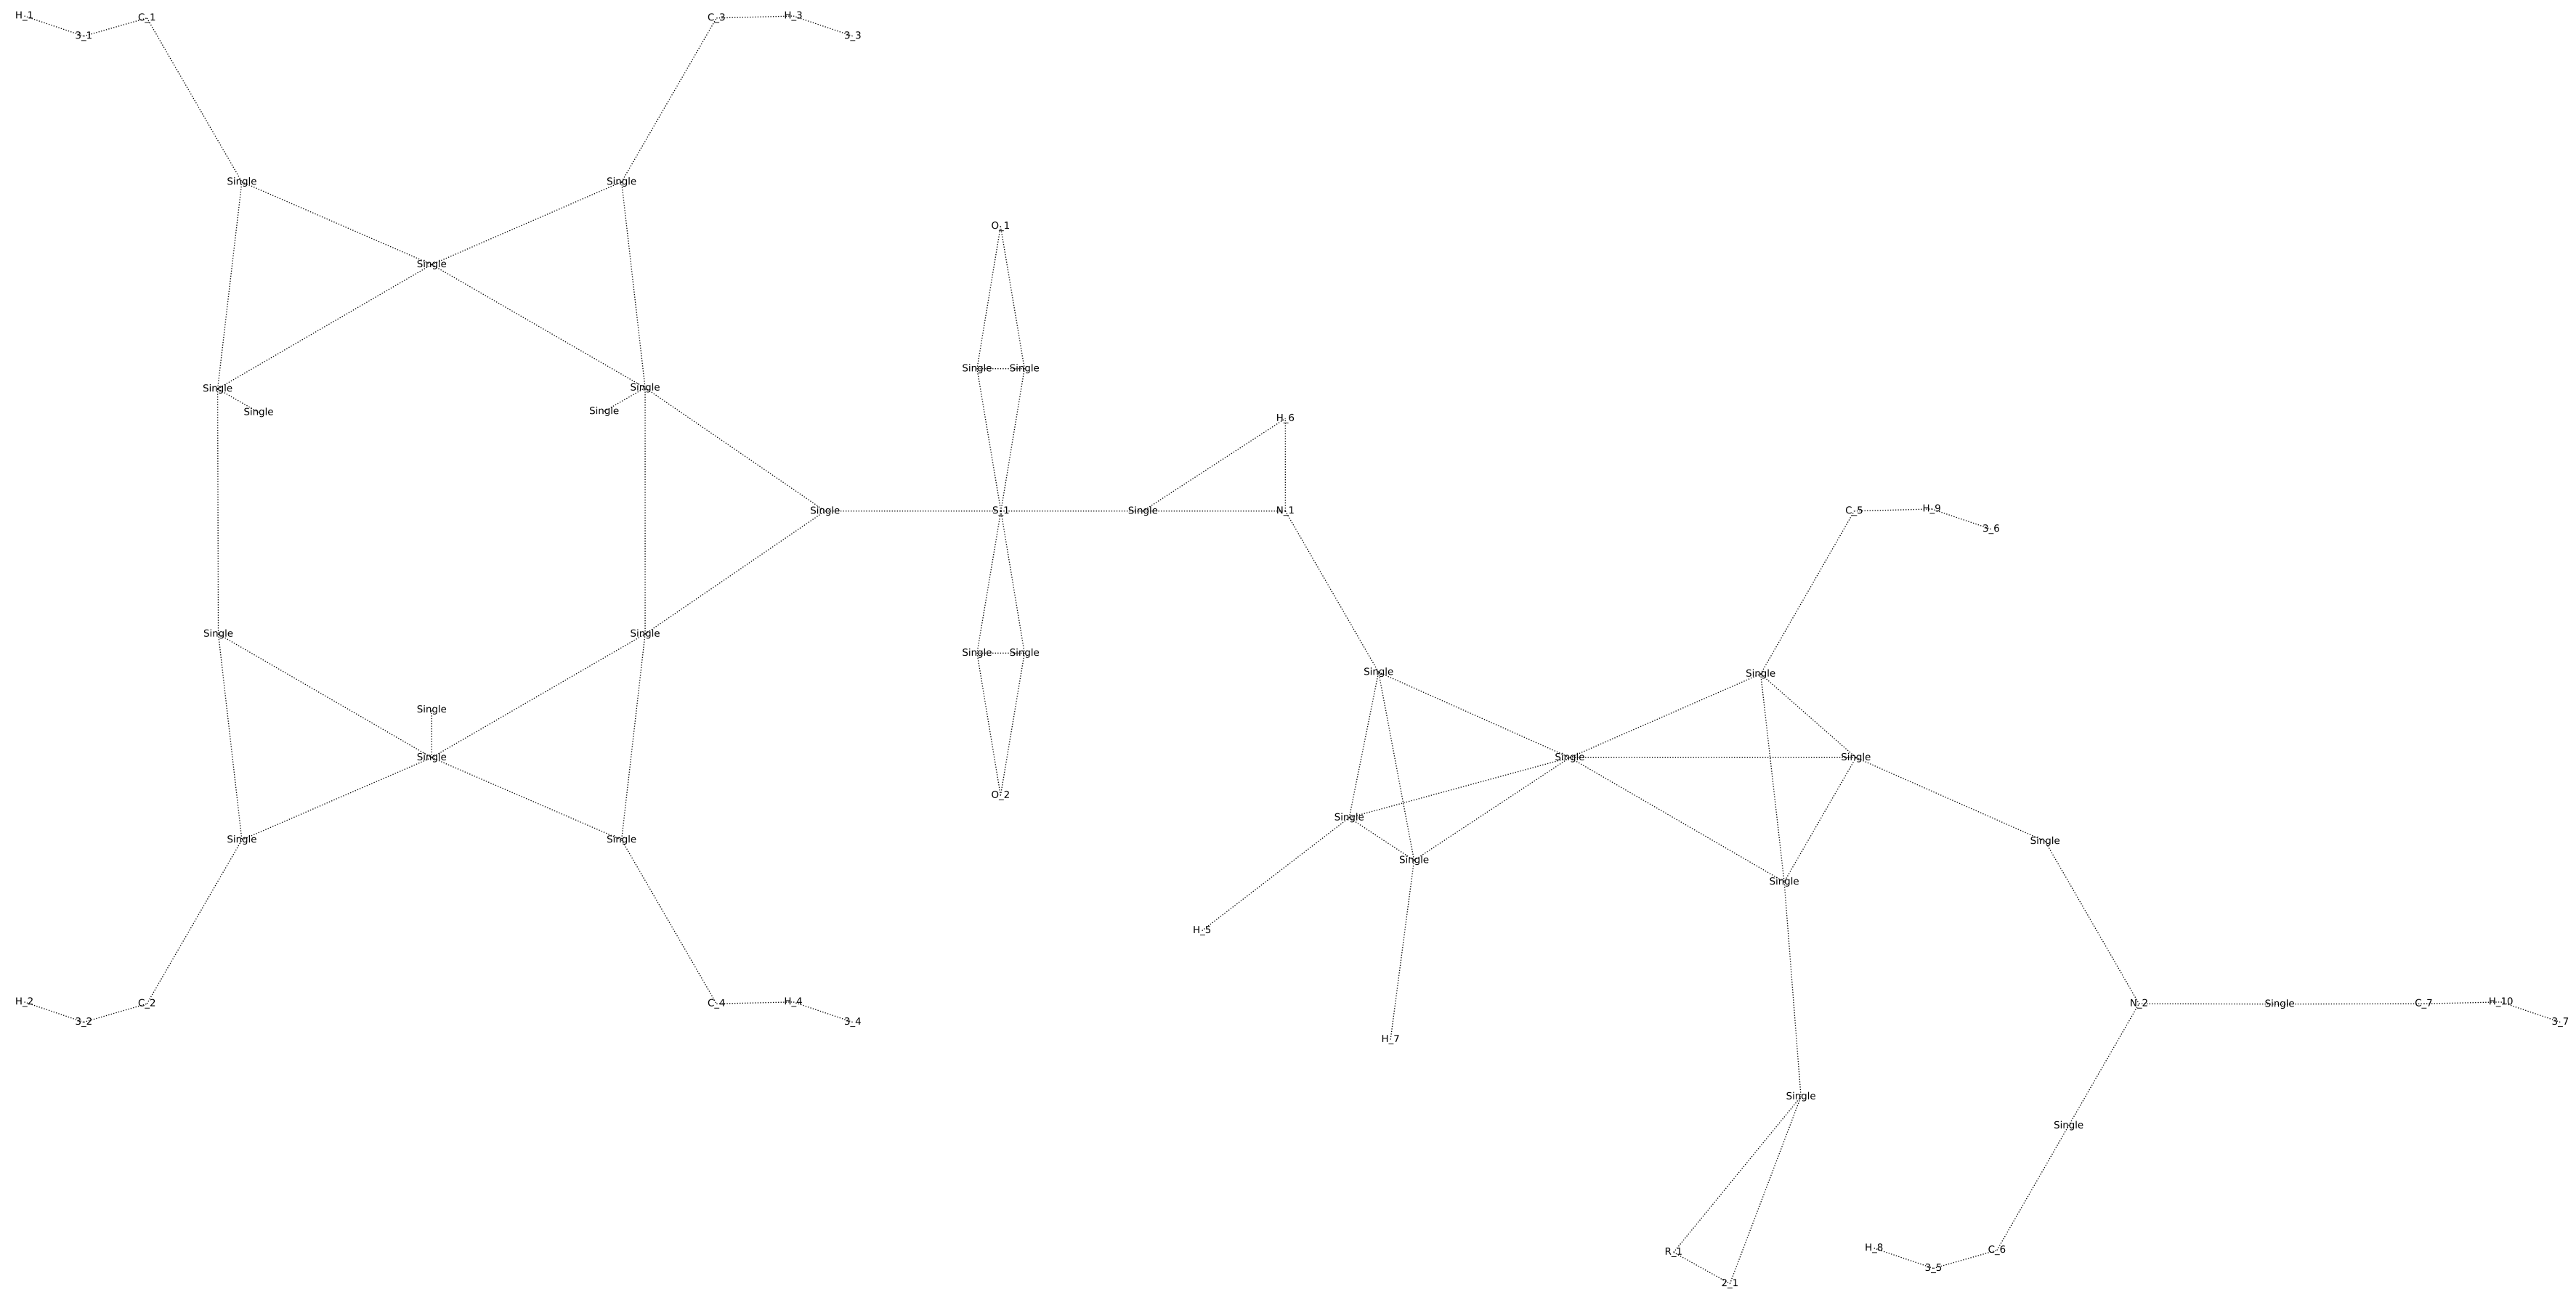 H_1 C_1 C_3 H_3
3_1 3_3
Single Single
O_1
Single
Single Single
Single Single
Single Single
H_6
Single S_1 Single N_1 C_5 H_9
3_6
Single Single
Single Single
Single Single
Single
Single Single Single
O_2
Single
Single Single Single
Single
Single
H_5
H_2 C_2 C_4 H_4 N_2 Single C_7 H_10
3_2 3_4 3_7
H_7
Single
Single
R_1 H_8 C_6
3_5
2_1